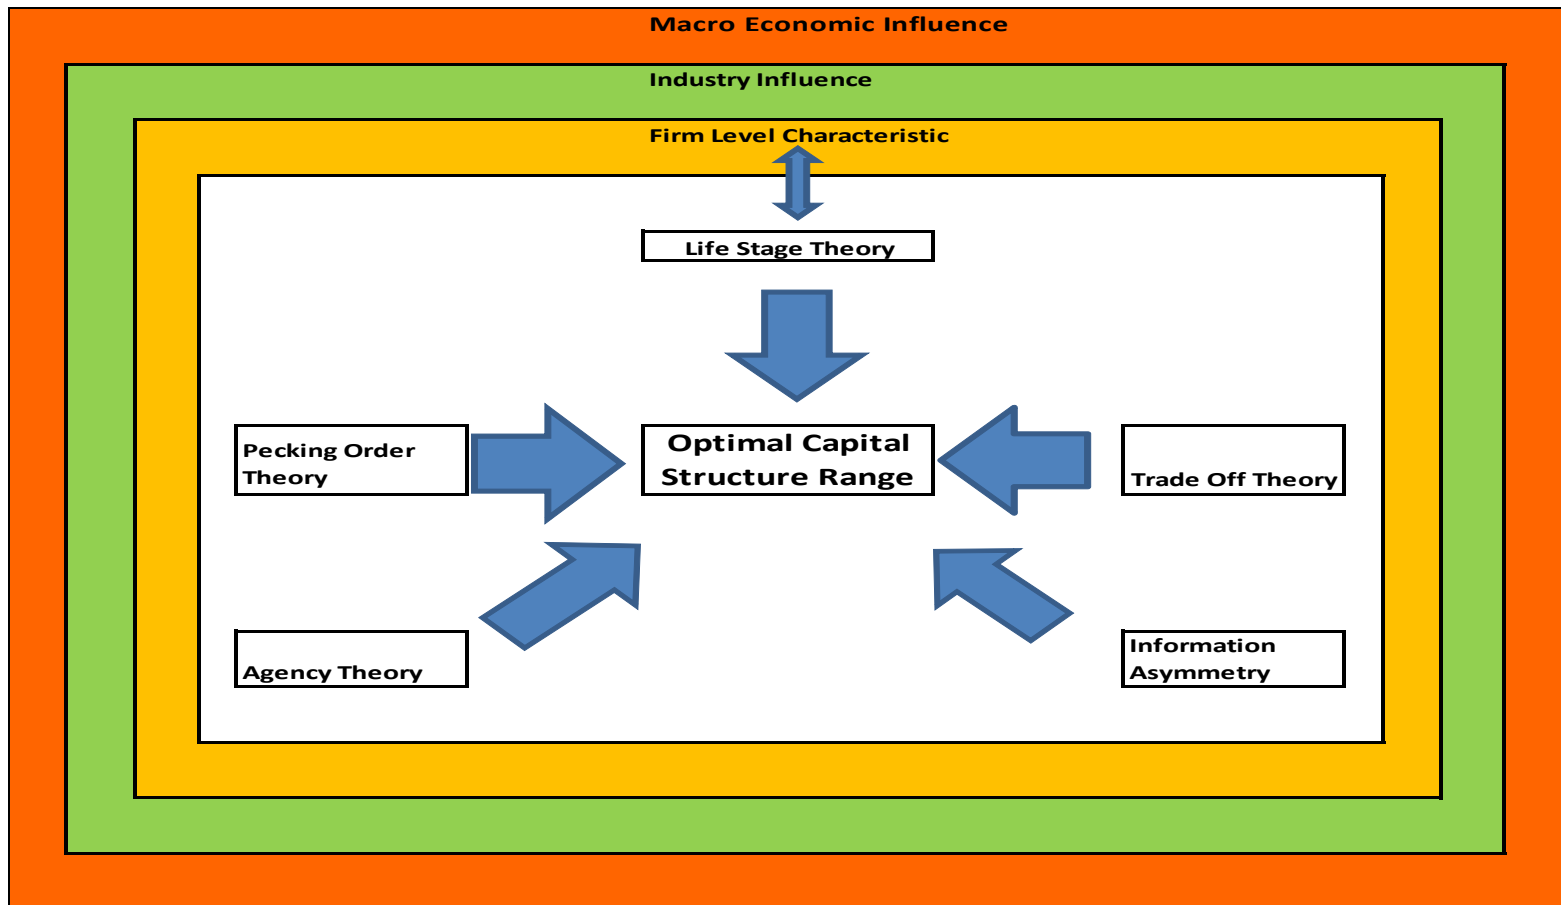 Macro Economic Influence
Industry Influence
Firm Level Characteristic
Life Stage Theory
Pecking Order
Theory
Optimal Capital
Structure Range
Trade Off Theory
Agency Theory
Information
Asymmetry